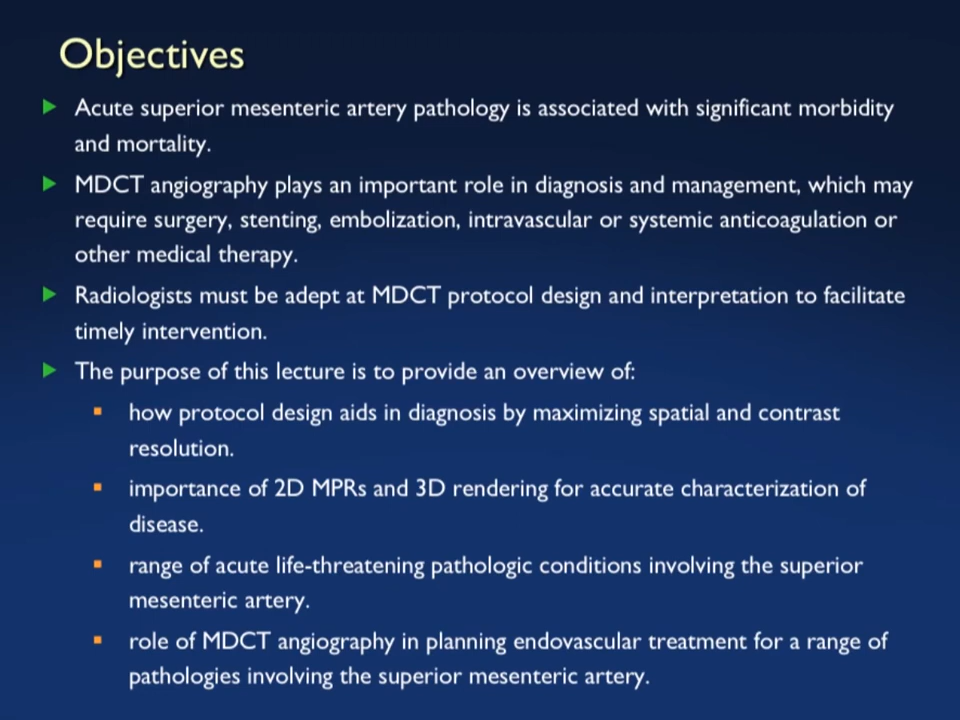 Objectives
Acute superior mesenteric artery pathology is associated with significant morbidity
and mortality.
MDCT angiography plays an important role in diagnosis and management, which may
require surgery, stenting, embolization, intravascular or systemic anticoagulation or
other medical therapy.
Radiologists must be adept at MDCT protocol design and interpretation to facilitate
timely intervention.
The purpose of this lecture is to provide an overview of:
how protocol design aids in diagnosis by maximizing spatial and contrast
resolution.
importance of 2D MPRs and 3D rendering for accurate characterization of
disease.
range of acute life-threatening pathologic conditions involving the superior
mesenteric artery.
role of MDCT angiography in planning endovascular treatment for a range of
pathologies involving the superior mesenteric artery.